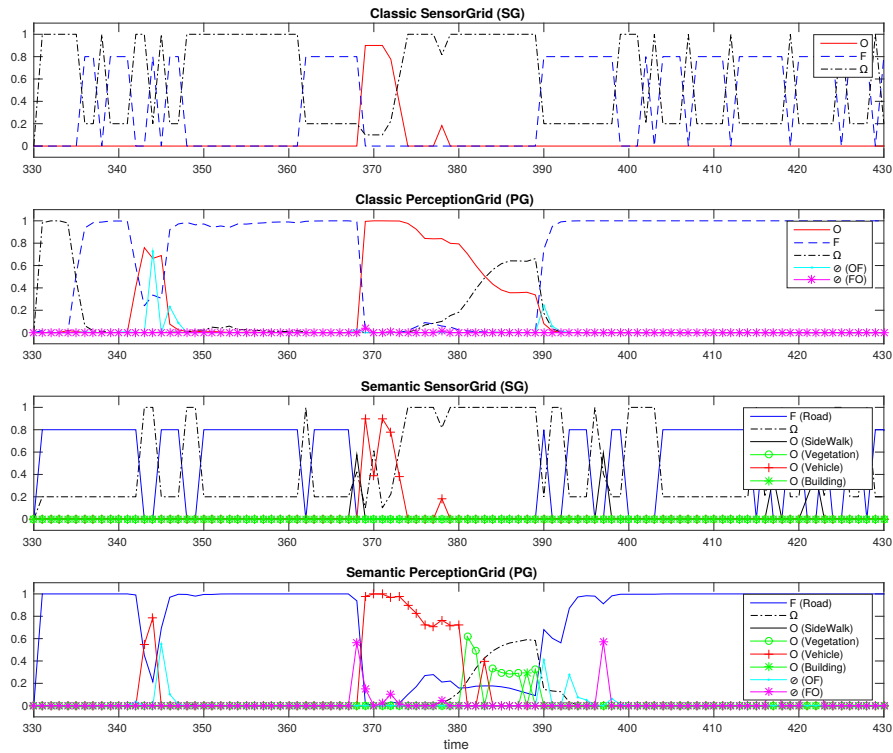 Classic SensorGrid (SG)
1
0.8
0.6
0.4
0.2
0
O
F
Ω
330 340 350 360 370 380 390 400 410 420 430
Classic PerceptionGrid (PG)
1
0.8
0.6
0.4
0.2
0
O
F
Ω
⊘ (OF)
⊘ (FO)
330 340 350 360 370 380 390 400 410 420 430
Semantic SensorGrid (SG)
1
0.8
0.6
0.4
0.2
0
F (Road)
Ω
O (SideWalk)
O (Vegetation)
O (Vehicle)
O (Building)
330 340 350 360 370 380 390 400 410 420 430
Semantic PerceptionGrid (PG)
1
0.8
0.6
0.4
0.2
0
F (Road)
Ω
O (SideWalk)
O (Vegetation)
O (Vehicle)
O (Building)
⊘ (OF)
⊘ (FO)
330 340 350 360 370 380 390 400 410 420 430
time